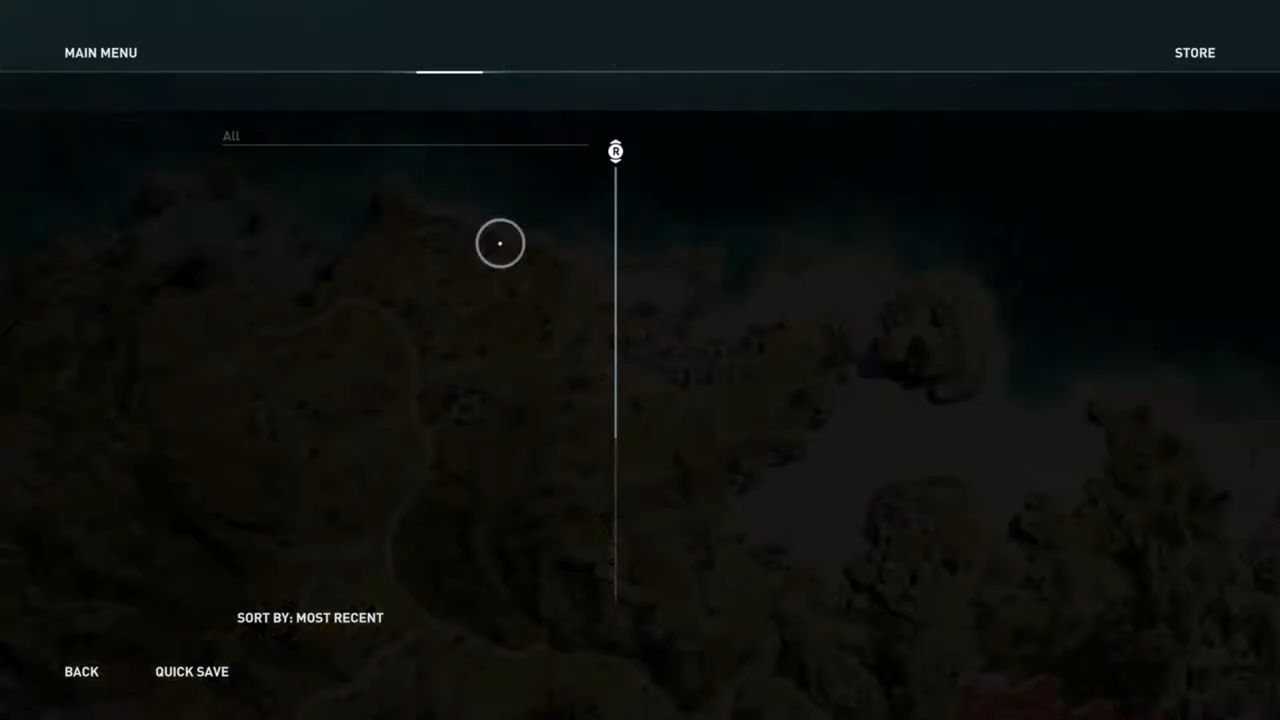 MAIN MENU
STORE
All
R
SORT BY: MOST RECENT
BACK
QUICK SAVE